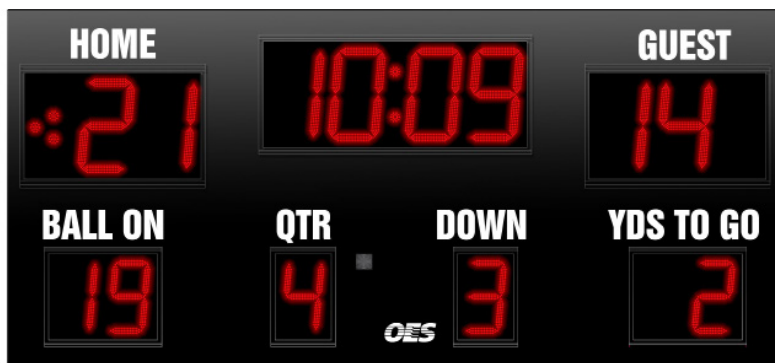 HOME GUEST
21 10:09 14
BALL ON QTR DOWN YDS TO GO
19 4 3 2
OES